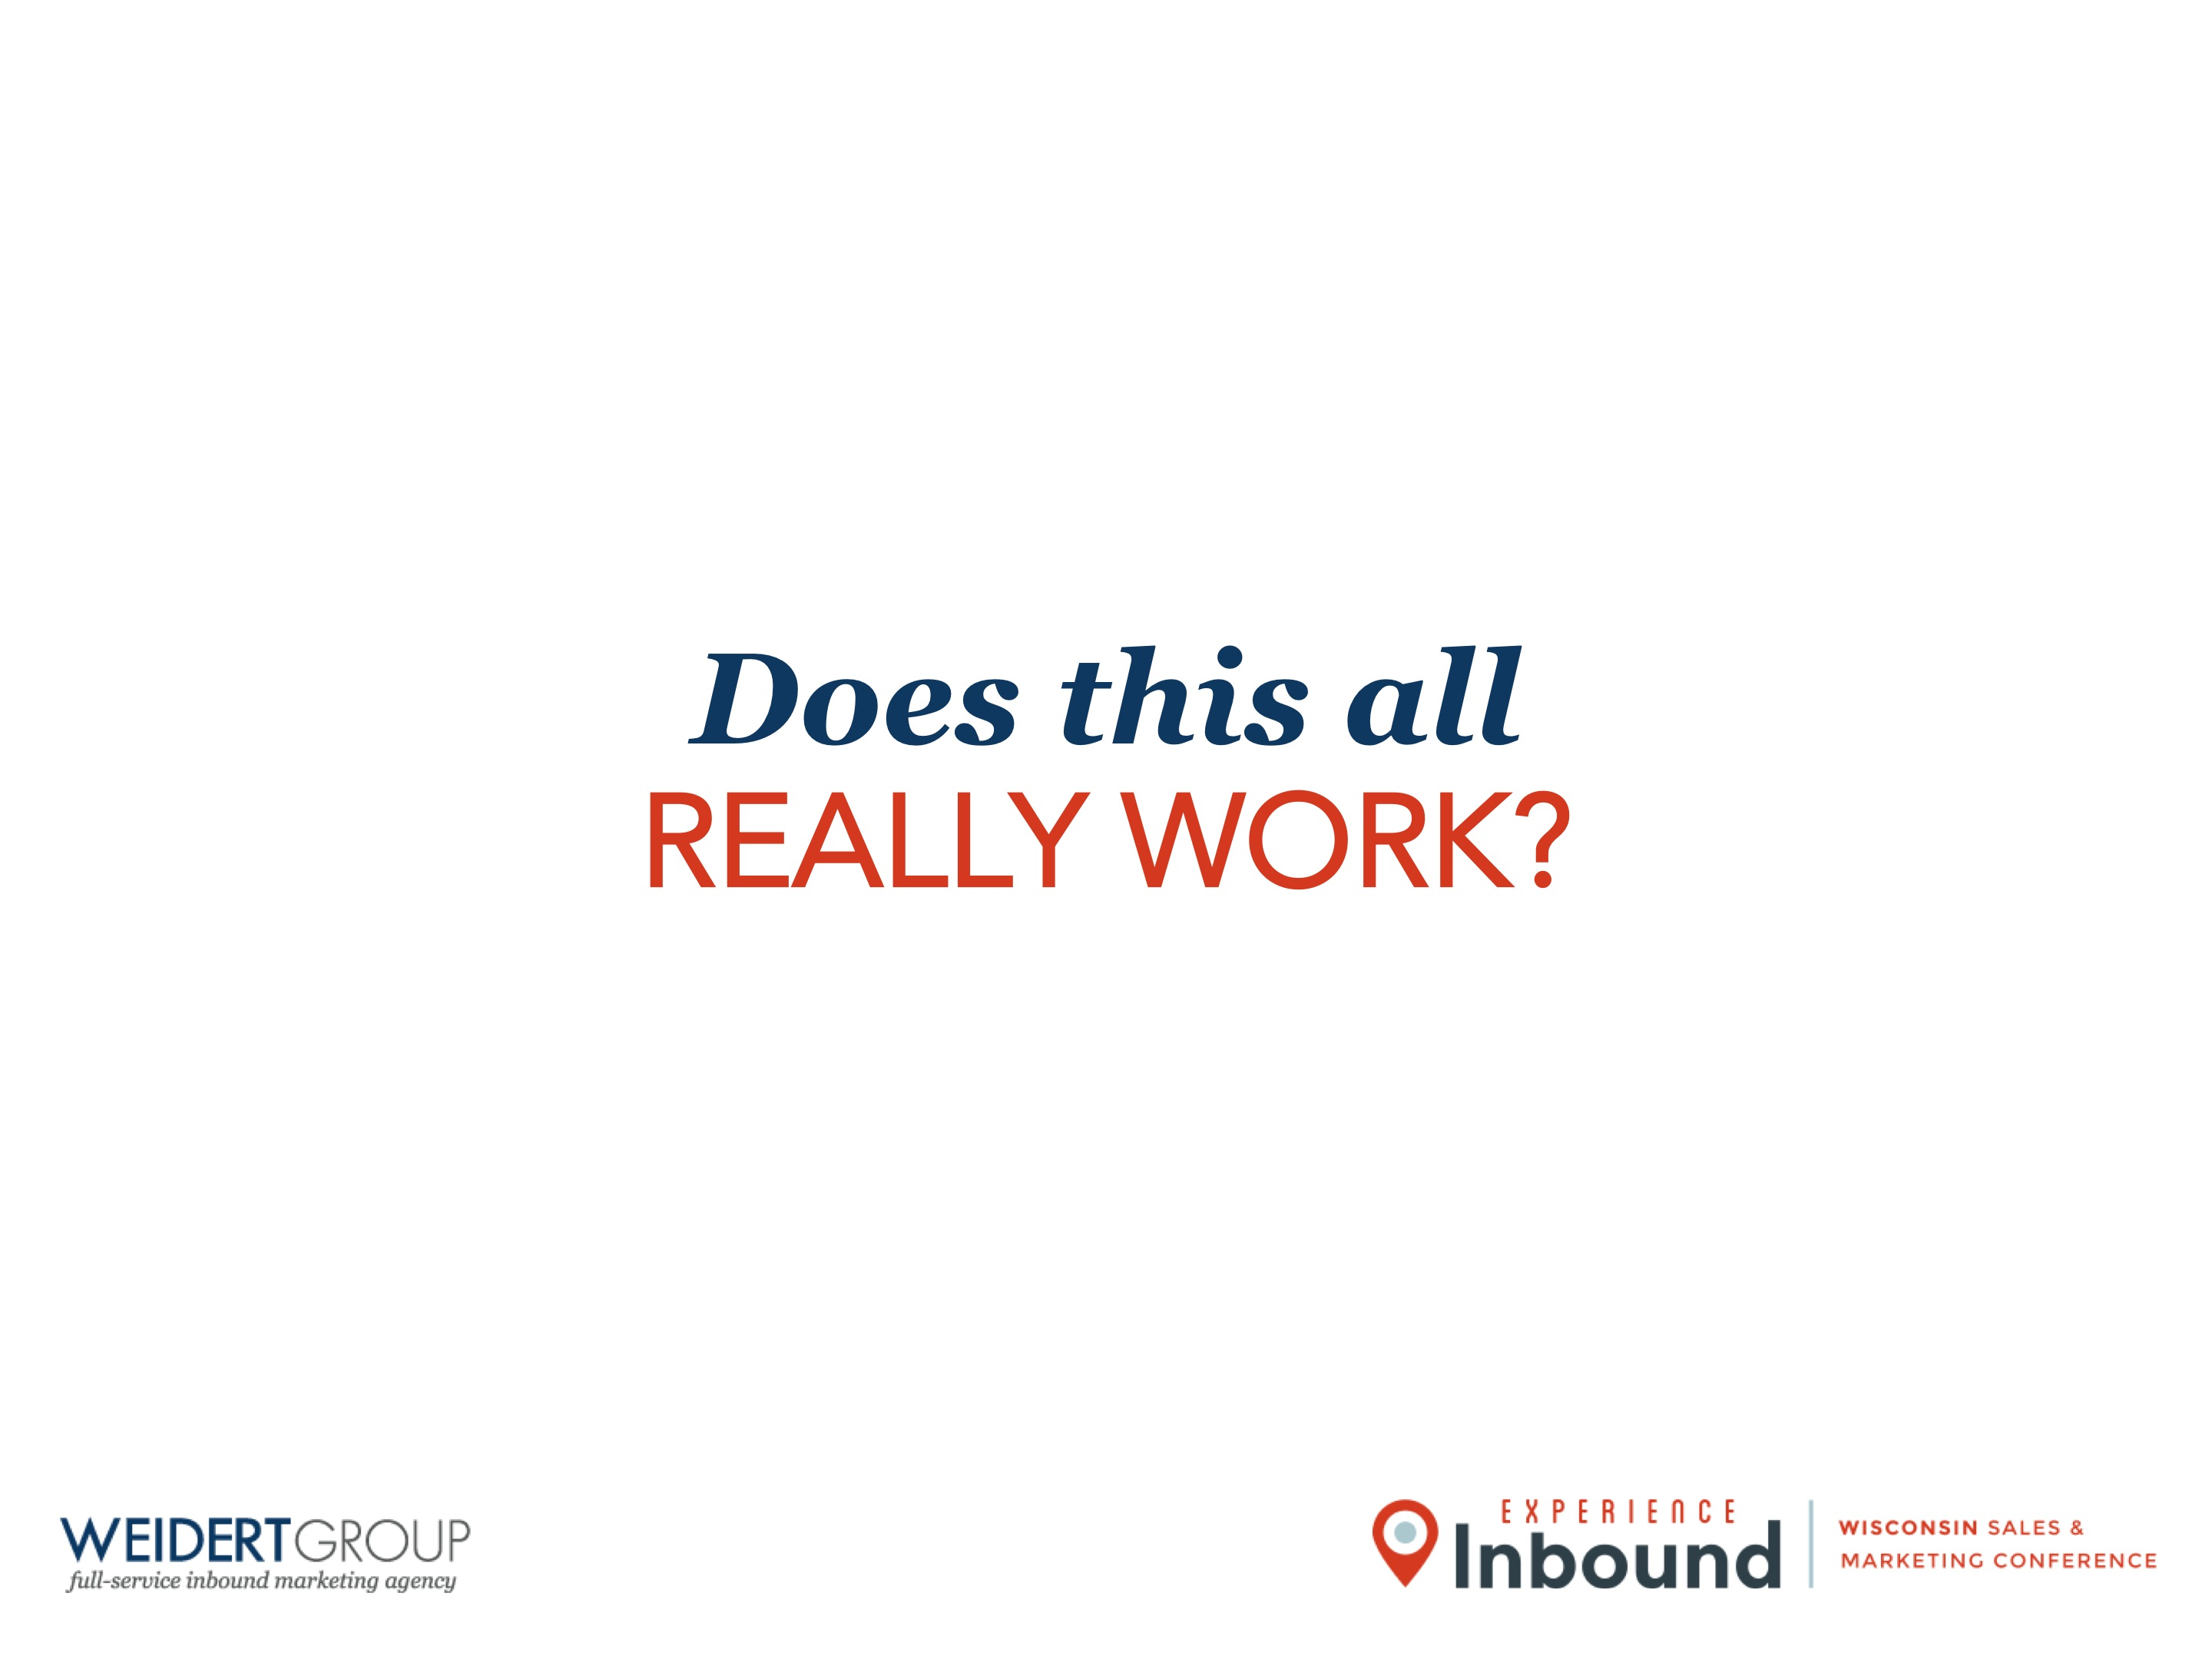 Does this all
REALLY WORK?
WEIDERTGROUP
full-service inbound marketing agency
EXPERIENCE
Inbound
WISCONSIN SALES &
MARKETING CONFERENCE